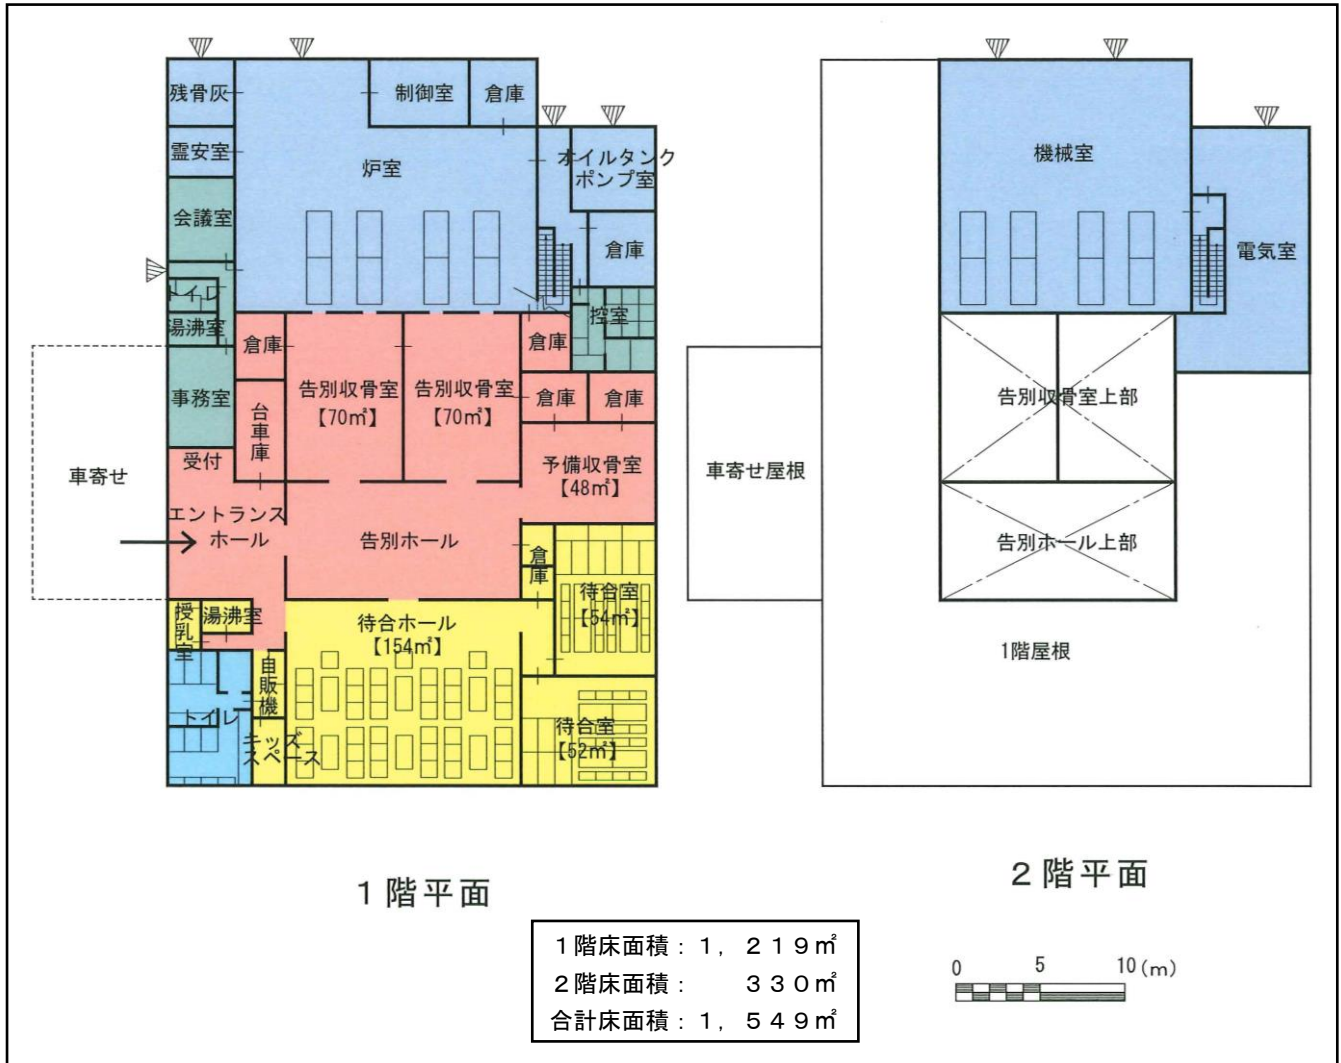 残骨灰
制御室
倉庫
霊安室
炉室
オイルタンク
ポンプ室
会議室
倉庫
トイレ
湯沸室
控室
倉庫
倉庫
事務室
告別収骨室
【70㎡】
告別収骨室
【70㎡】
台車庫
倉庫
倉庫
受付
予備収骨室
【48㎡】
車寄せ
エントランス
ホール
告別ホール
倉庫
待合室
【54㎡】
授乳室
湯沸室
待合ホール
【154㎡】
自販機
トイレ
キッズ
スペース
待合室
【52㎡】
1階平面
機械室
電気室
告別収骨室上部
車寄せ屋根
告別ホール上部
1階屋根
2階平面
1階床面積：1，219㎡
2階床面積：　330㎡
合計床面積：1，549㎡
0 5 10(m)